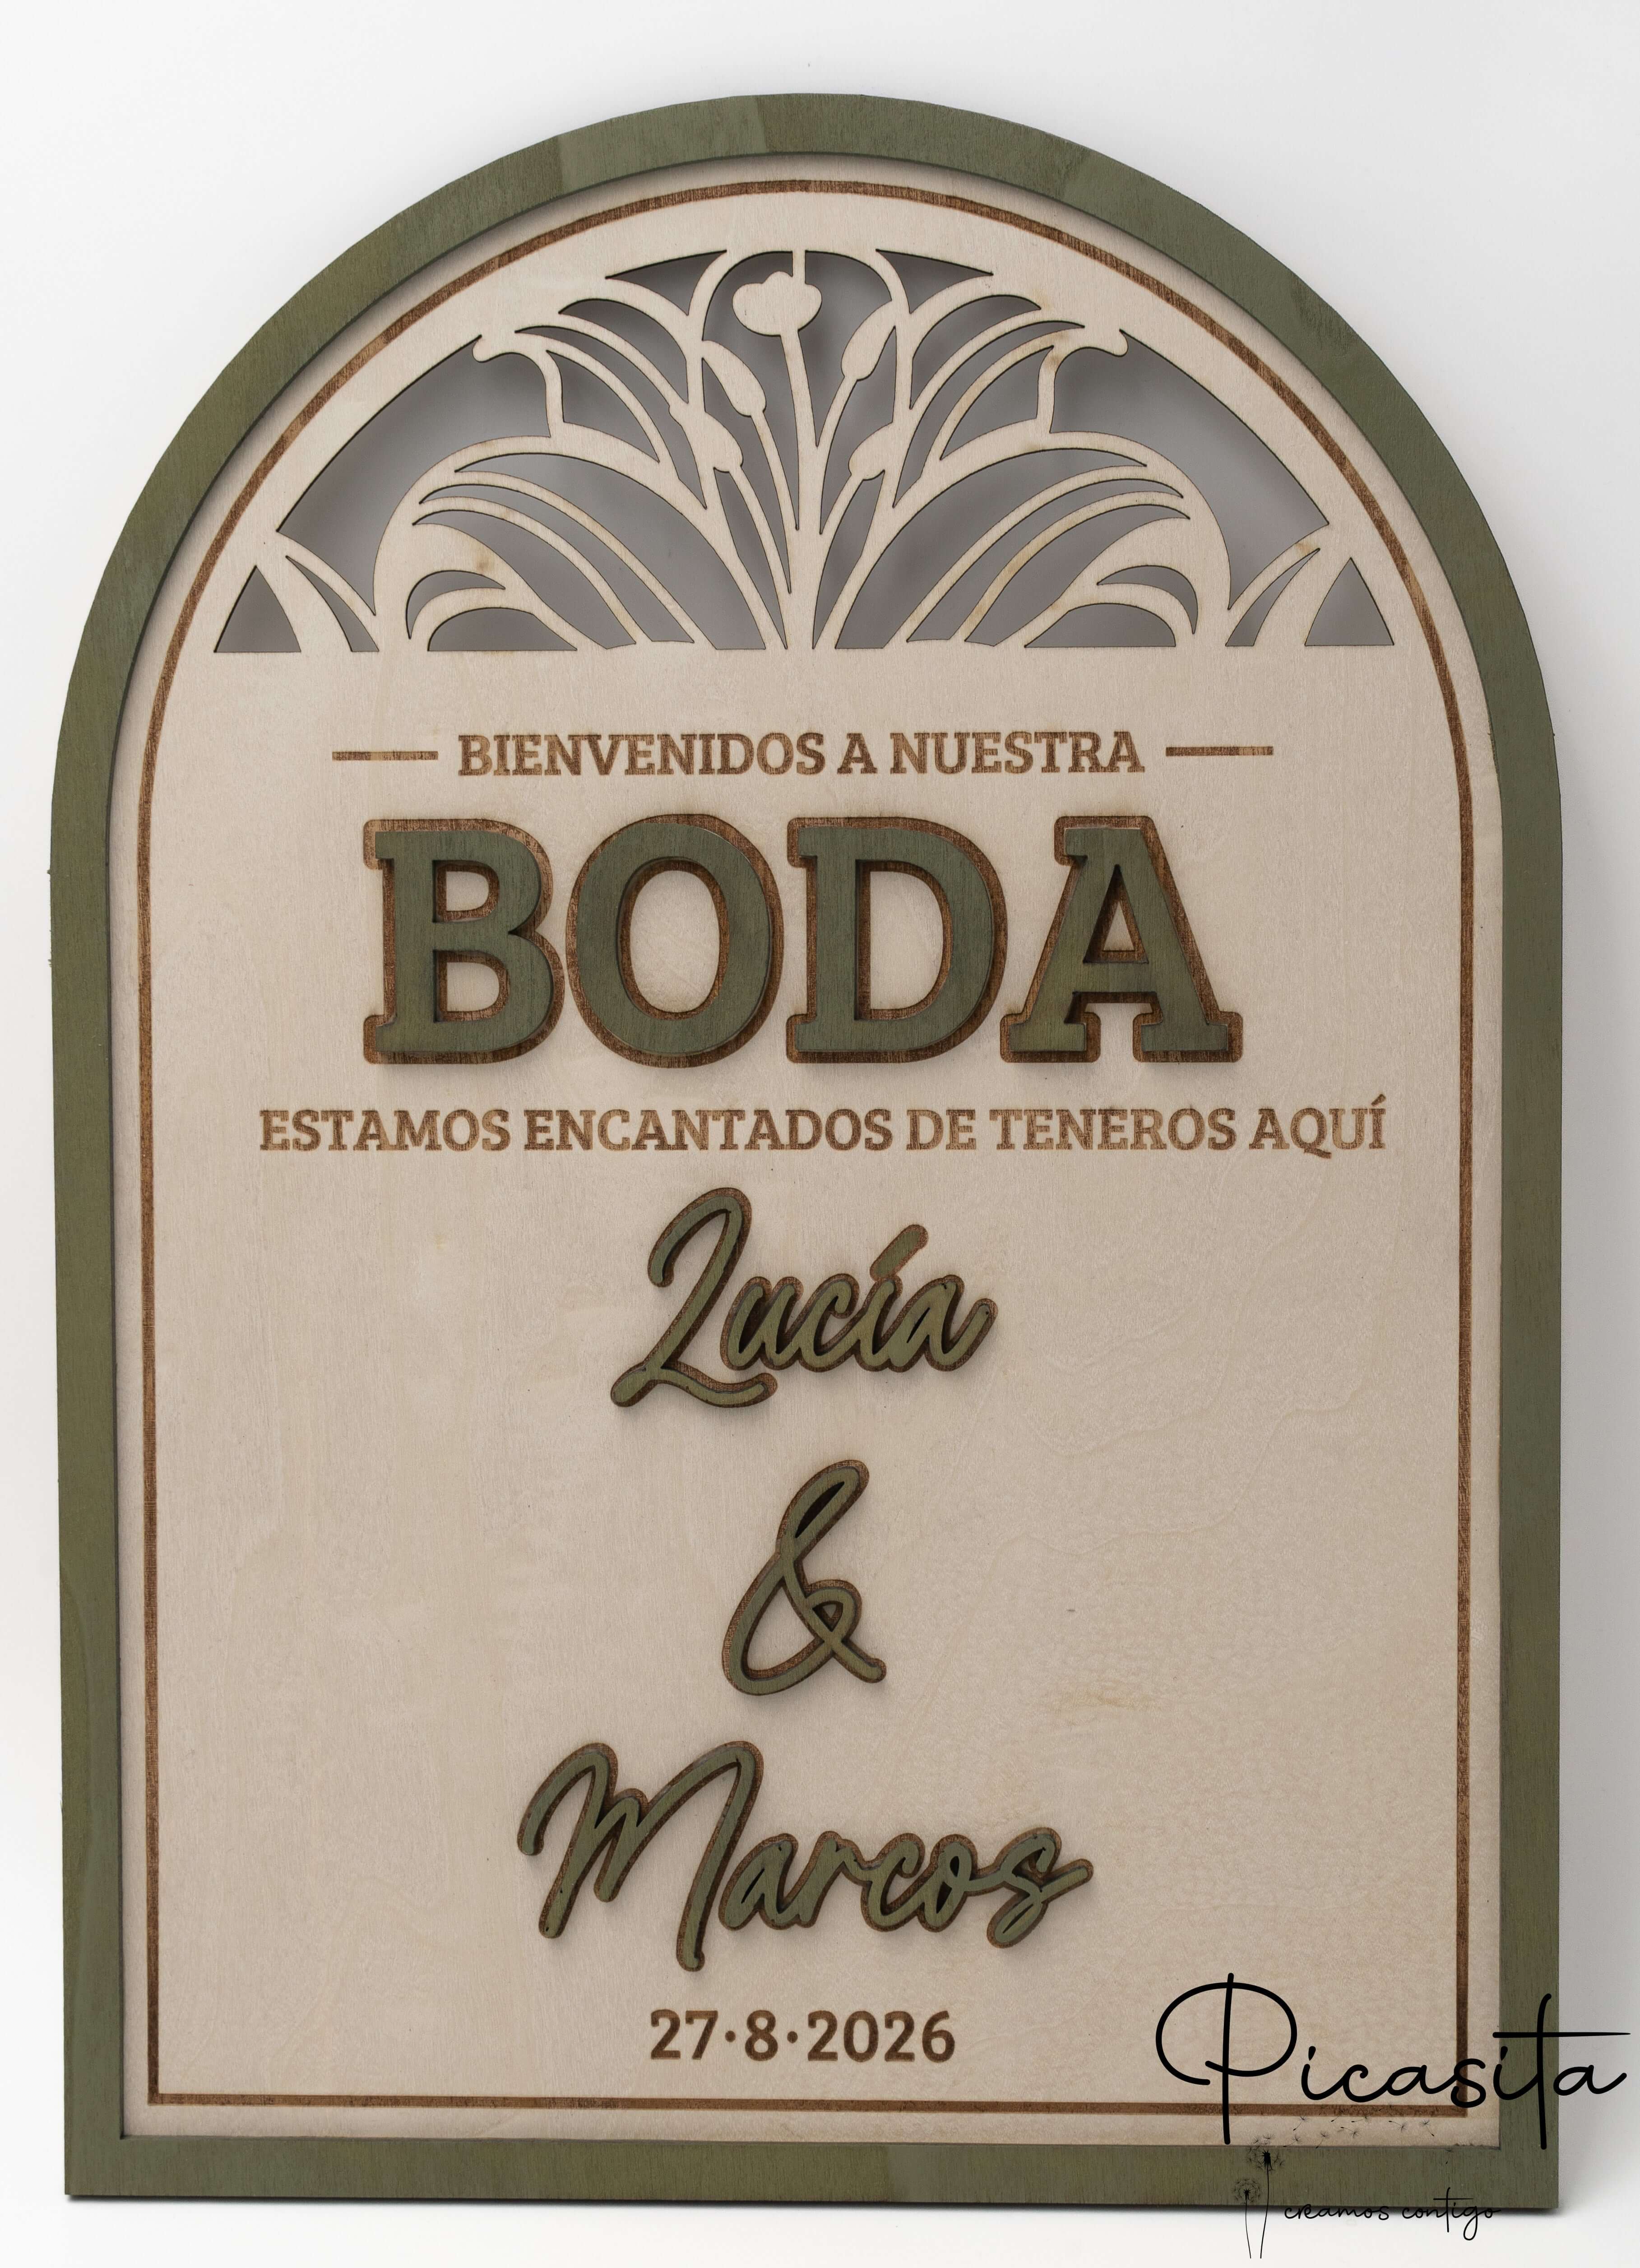 BIENVENIDOS A NUESTRA
BODA
ESTAMOS ENCANTADOS DE TENEROS AQUÍ
Lucía
&
Marcos
27·8·2026
Picasita
creamos contigo